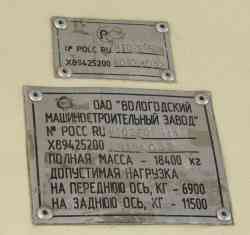 № РОСС RU
X89425200
ОАО "ВОЛОГОДСКИЙ
МАШИНОСТРОИТЕЛЬНЫЙ ЗАВОД"
№ РОСС RU
X89425200
ПОЛНАЯ МАССА - 18400 кг
ДОПУСТИМАЯ НАГРУЗКА
НА ПЕРЕДНЮЮ ОСЬ, КГ - 6900
НА ЗАДНЮЮ ОСЬ, КГ - 11500